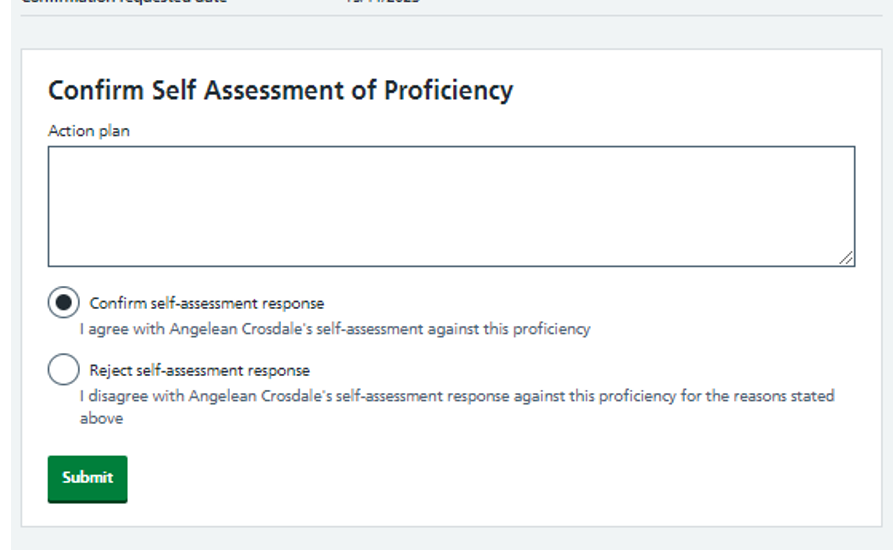 Confirm Self Assessment of Proficiency
Action plan
Confirm self-assessment response
I agree with Angelean Crosdale's self-assessment against this proficiency
Reject self-assessment response
I disagree with Angelean Crosdale's self-assessment response against this proficiency for the reasons stated
above
Submit